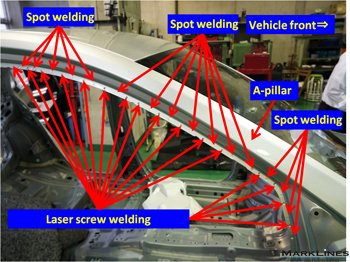 Spot welding
Spot welding
Vehicle front⇒
A-pillar
Spot welding
Laser screw welding
MARKLINES